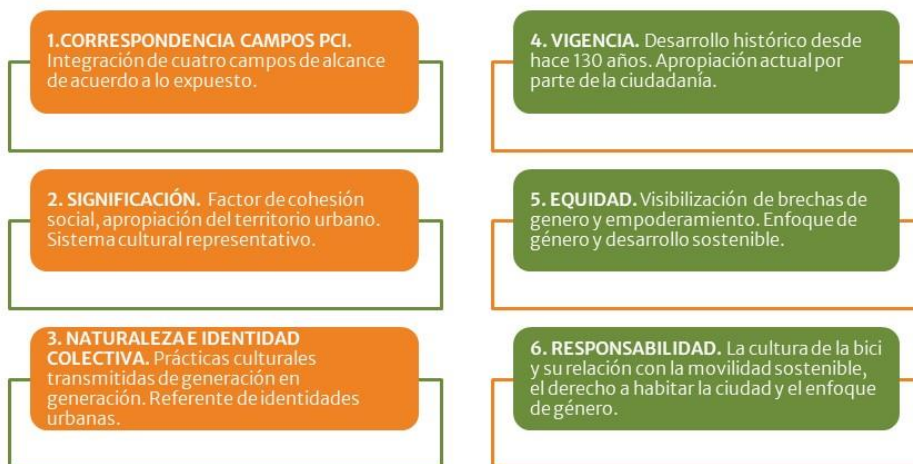 1.CORRESPONDENCIA CAMPOS PCI.
Integración de cuatro campos de alcance
de acuerdo a lo expuesto.
2. SIGNIFICACIÓN. Factor de cohesión
social, apropiación del territorio urbano.
Sistema cultural representativo.
3. NATURALEZA E IDENTIDAD
COLECTIVA. Prácticas culturales
transmitidas de generación en
generación. Referente de identidades
urbanas.
4. VIGENCIA. Desarrollo histórico desde
hace 130 años. Apropiación actual por
parte de la ciudadanía.
5. EQUIDAD. Visibilización de brechas de
genero y empoderamiento. Enfoque de
género y desarrollo sostenible.
6. RESPONSABILIDAD. La cultura de la bici
y su relación con la movilidad sostenible,
el derecho a habitar la ciudad y el enfoque
de género.